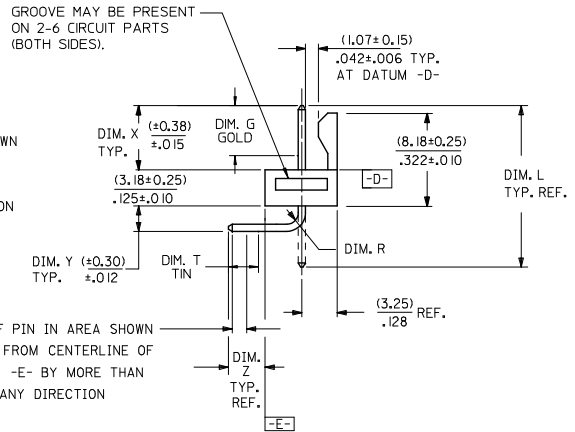 GROOVE MAY BE PRESENT
ON 2-6 CIRCUIT PARTS
(BOTH SIDES).
(1.07±0.15)
.042±.006 TYP.
AT DATUM -D-
DIM. X (±0.38)
TYP. ±.015
DIM. G
GOLD
(8.18±0.25)
.322±.010
DIM. L
TYP. REF.
WN
(3.18±0.25)
.125±.010
-D-
ON
DIM. R
DIM. Y (±0.30)
TYP. ±.012
DIM. T
TIN
(3.25)
.128 REF.
F PIN IN AREA SHOWN
FROM CENTERLINE OF
-E- BY MORE THAN
ANY DIRECTION
DIM.
Z
TYP.
REF.
-E-